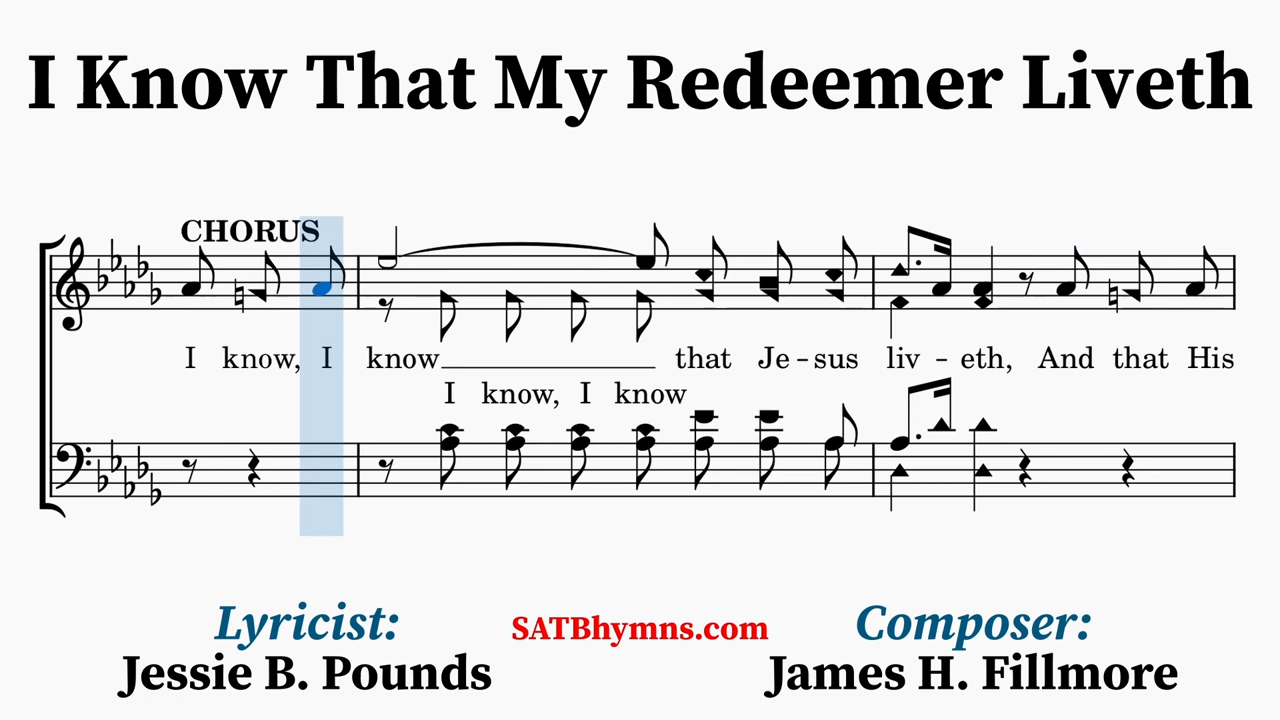 I Know That My Redeemer Liveth
CHORUS
I know, I know that Je - sus liv - eth, And that His
I know, I know
Lyricist:
Jessie B. Pounds
SATBhymns.com
Composer:
James H. Fillmore